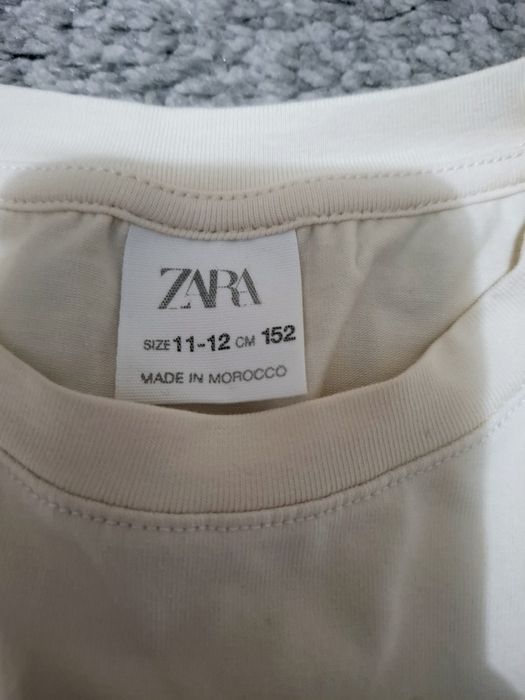 ZARA
SIZE 11-12 CM 152
MADE IN MOROCCO